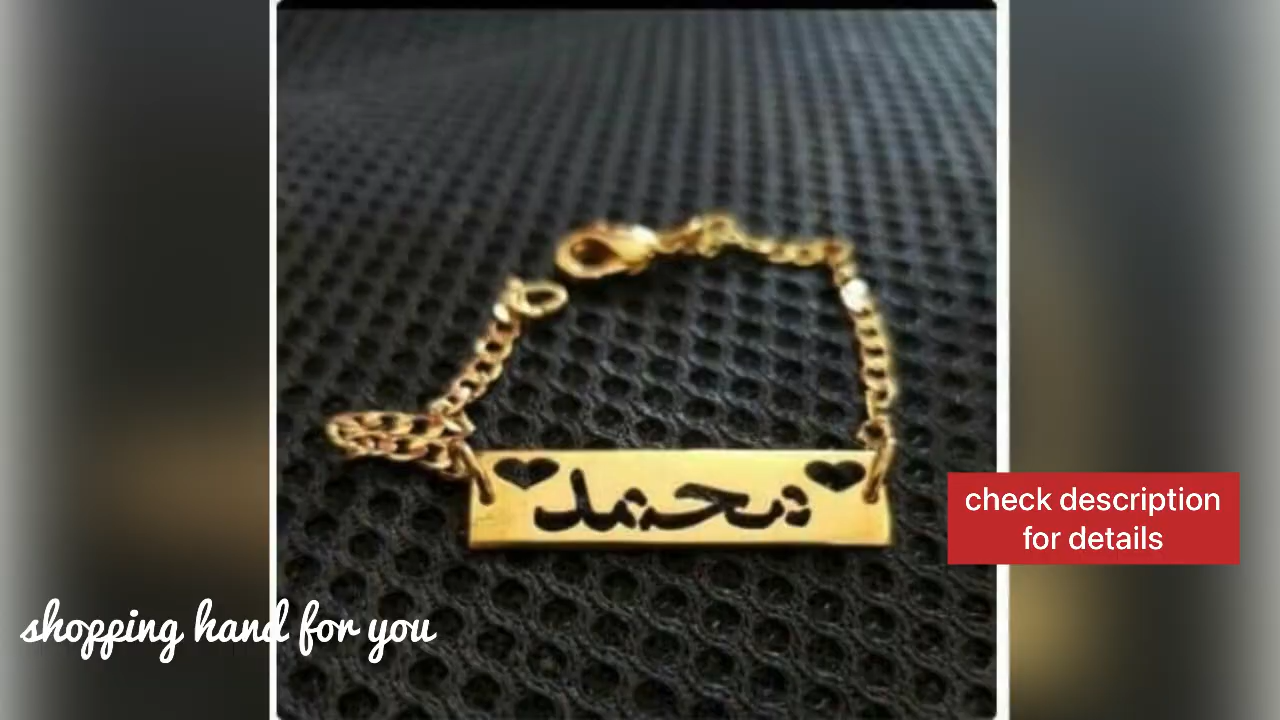 محمد
check description
for details
shopping hand for you